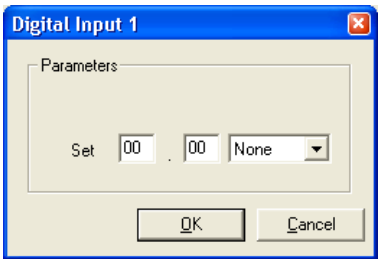 Digital Input 1
Parameters
Set 00 . 00 None
OK Cancel